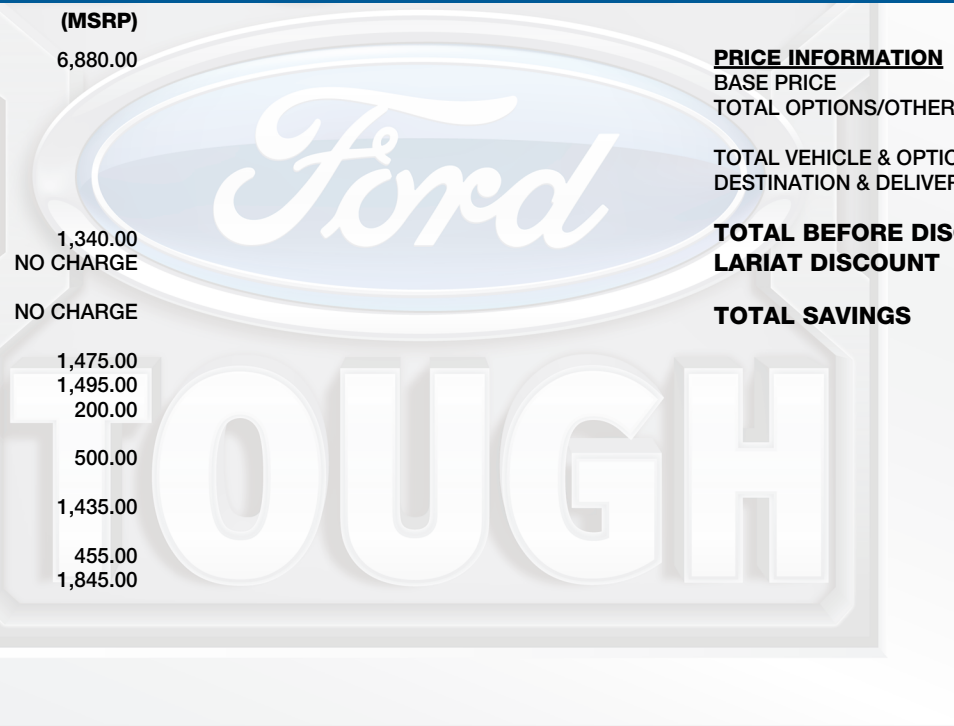 (MSRP)
6,880.00
1,340.00
NO CHARGE
NO CHARGE
1,475.00
1,495.00
200.00
500.00
1,435.00
455.00
1,845.00
PRICE INFORMATION
BASE PRICE
TOTAL OPTIONS/OTHER
TOTAL VEHICLE & OPTIO
DESTINATION & DELIVER
TOTAL BEFORE DISC
LARIAT DISCOUNT
TOTAL SAVINGS
Ford
TOUGH